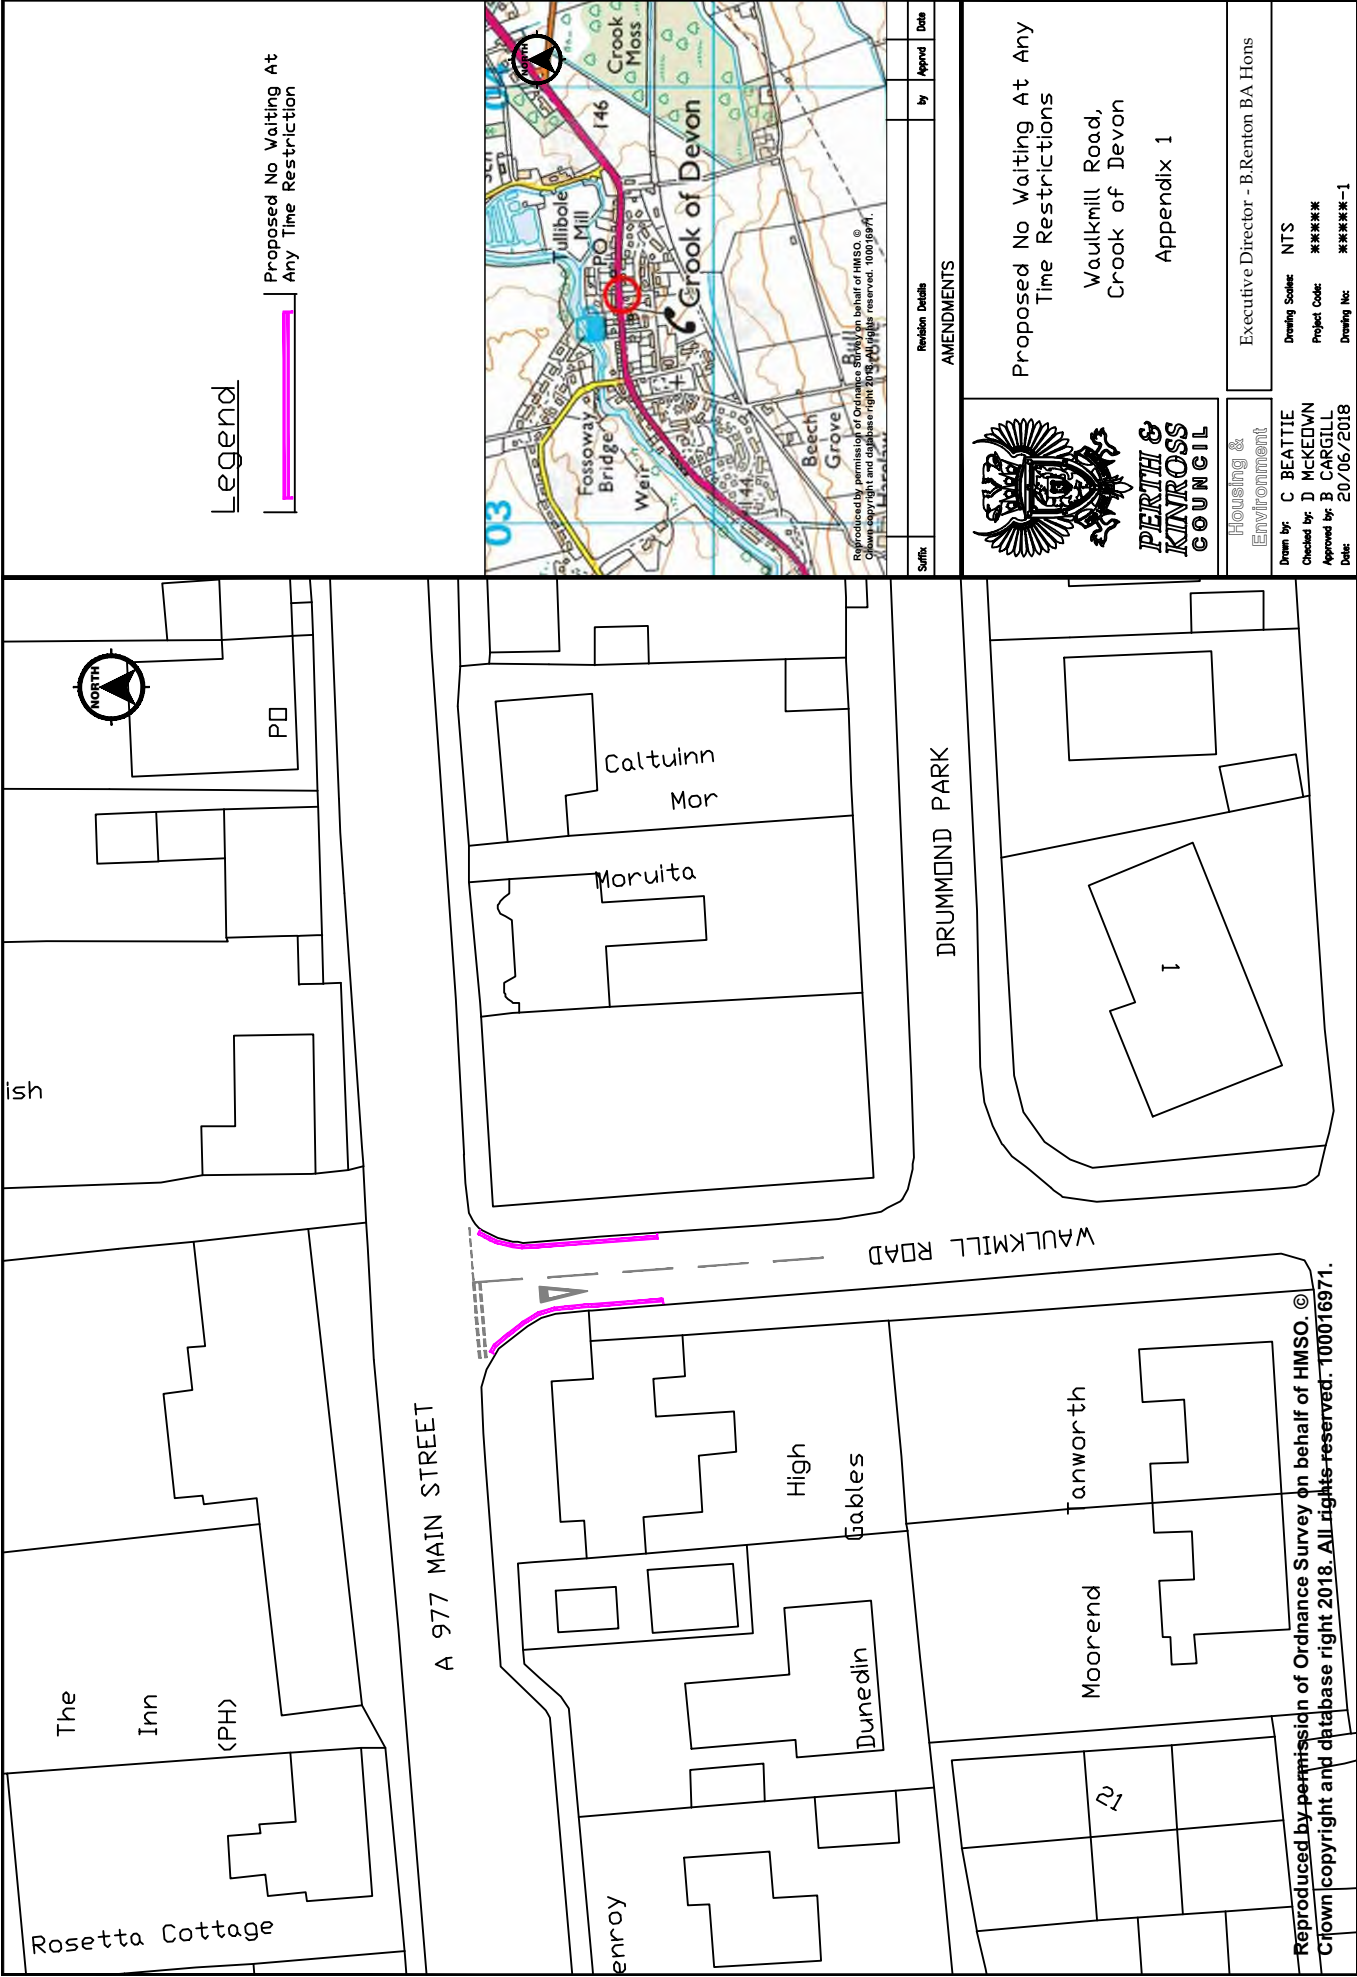 Legend
Proposed No Waiting At
Any Time Restriction
NORTH
03
146
Crook
Moss
Tullibole
Mill
PO
Crook of Devon
Fossoway
Bridge
Weir
Beech
Grove
144
Reproduced by permission of Ordnance Survey on behalf of HMSO. ©
Crown copyright and database right 2018. All rights reserved. 100016971.
Suffix
Revision Details
by
Apprvd
Date
AMENDMENTS
PERTH &
KINROSS
COUNCIL
Proposed No Waiting At Any
Time Restrictions
Waulkmill Road,
Crook of Devon
Appendix 1
Housing &
Environment
Executive Director - B.Renton BA Hons
Drawn by: C BEATTIE
Checked by: D McKEOWN
Approved by: B CARGILL
Date: 20/06/2018
Drawing Scales: NTS
Project Code: *****
Drawing No: *****-1
NORTH
PO
ish
The
Inn
(PH)
Rosetta Cottage
A 977 MAIN STREET
Caltuinn
Mor
Moruita
DRUMMOND PARK
1
WAULKMILL ROAD
High
Gables
Tanworth
Moorend
Dunedin
21
enroy
Reproduced by permission of Ordnance Survey on behalf of HMSO. ©
Crown copyright and database right 2018. All rights reserved. 100016971.